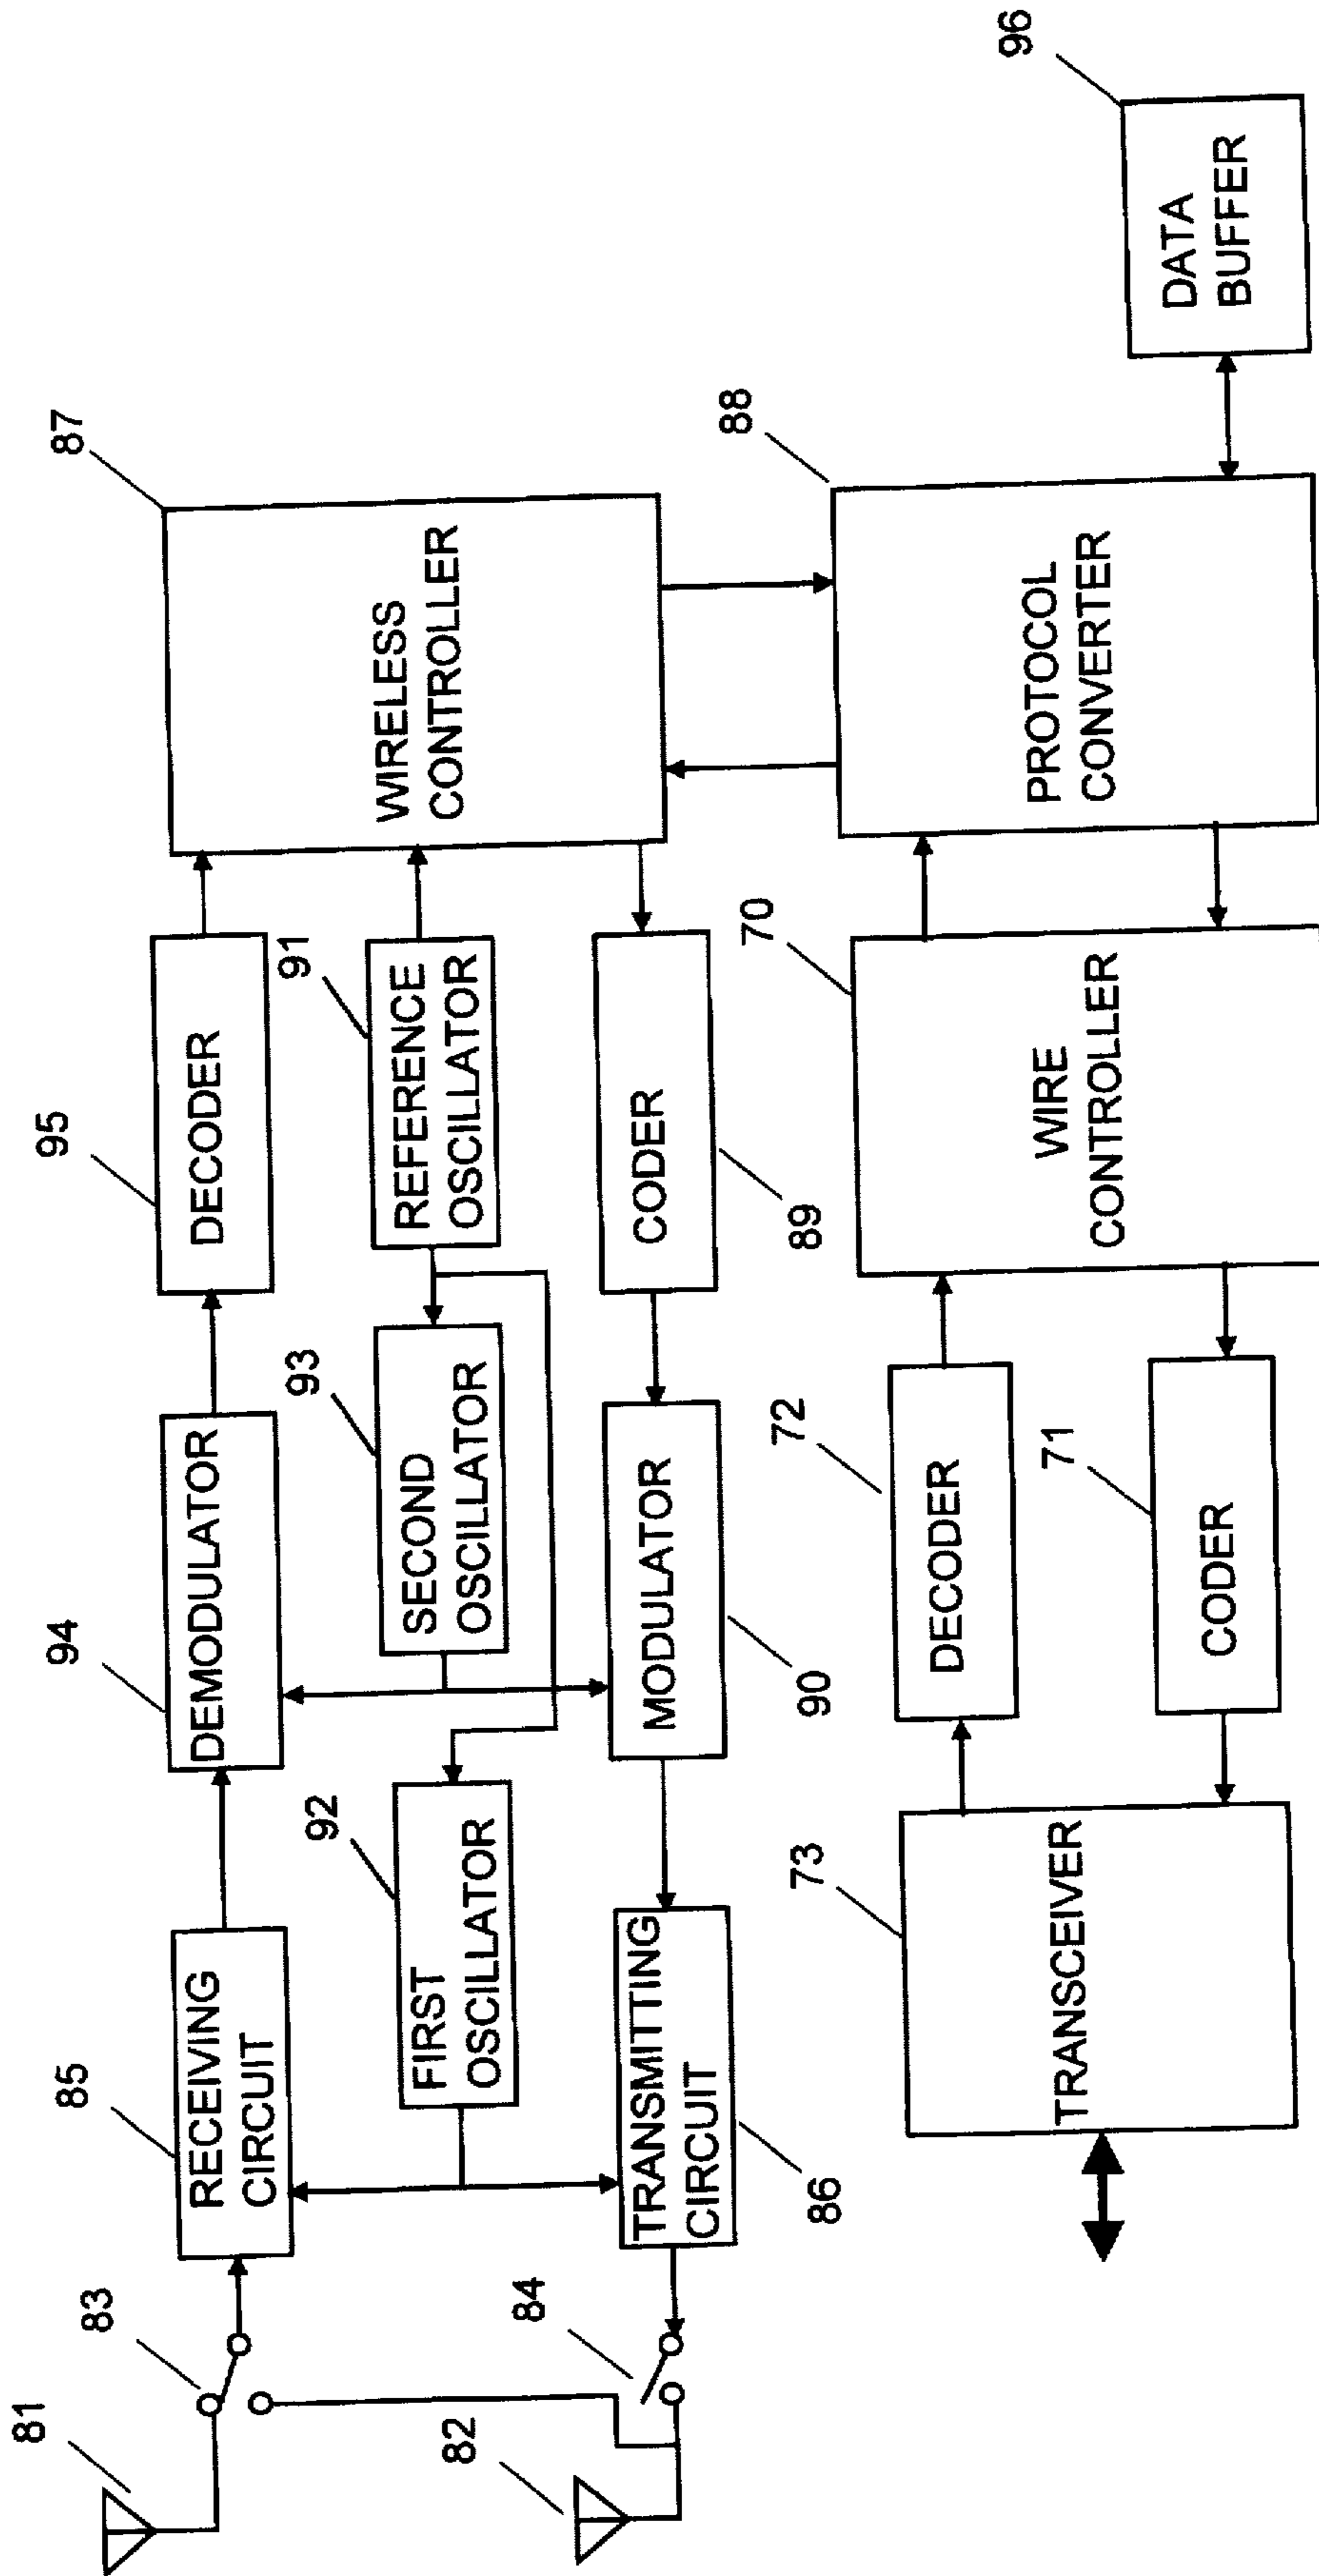 81
83
85
RECEIVING
CIRCUIT
94
DEMODULATOR
95
DECODER
87
WIRELESS
CONTROLLER
92
FIRST
OSCILLATOR
93
SECOND
OSCILLATOR
91
REFERENCE
OSCILLATOR
82
84
TRANSMITTING
CIRCUIT
86
MODULATOR
90
CODER
89
88
PROTOCOL
CONVERTER
96
DATA
BUFFER
73
TRANSCEIVER
72
DECODER
71
CODER
70
WIRE
CONTROLLER